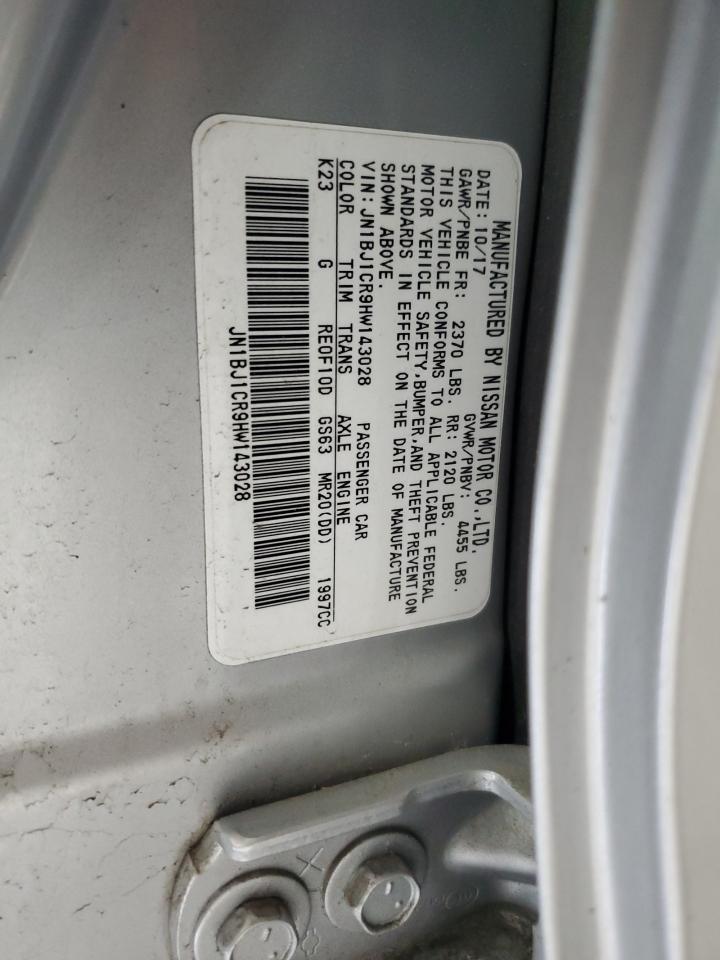 MANUFACTURED BY NISSAN MOTOR CO.,LTD.
DATE: 10/17 GVWR/PNBV: 4455 LBS.
GAWR/PNBE FR: 2370 LBS. RR: 2120 LBS.
THIS VEHICLE CONFORMS TO ALL APPLICABLE FEDERAL
MOTOR VEHICLE SAFETY,BUMPER,AND THEFT PREVENTION
STANDARDS IN EFFECT ON THE DATE OF MANUFACTURE
SHOWN ABOVE.
VIN:JN1BJ1CR9HW143028 PASSENGER CAR
COLOR TRIM TRANS AXLE ENGINE
K23 G RE0F10D GS63 MR20(DD) 1997CC
JN1BJ1CR9HW143028